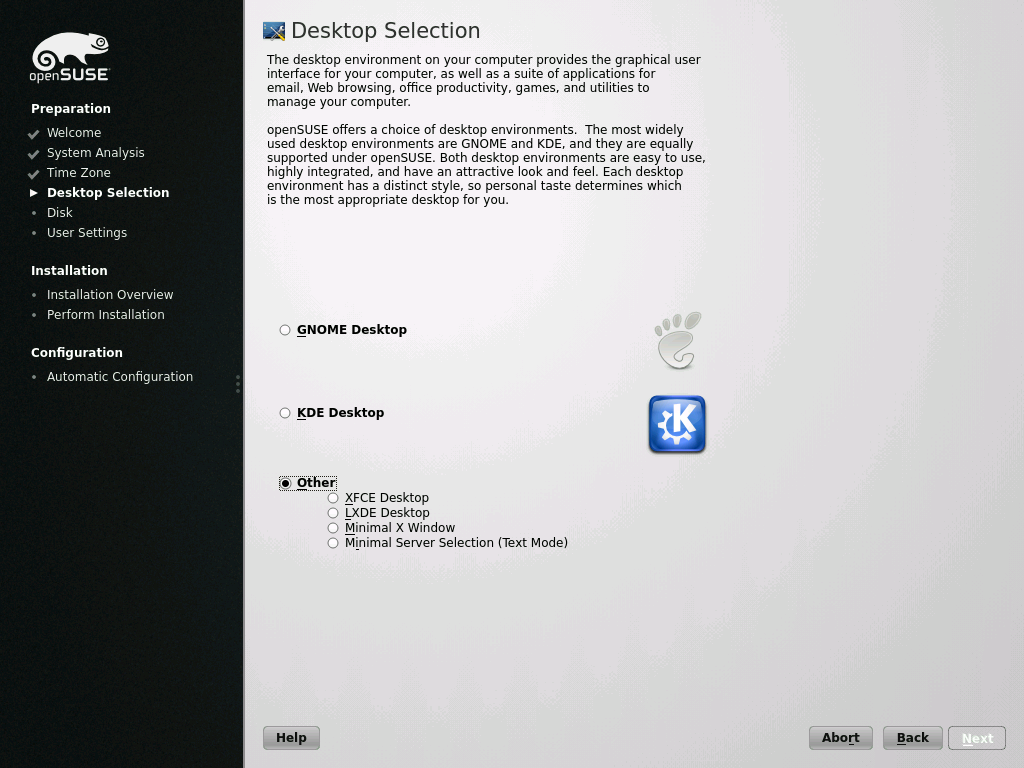 openSUSE
Preparation
Welcome
System Analysis
Time Zone
Desktop Selection
Disk
User Settings
Installation
Installation Overview
Perform Installation
Configuration
Automatic Configuration
Desktop Selection
The desktop environment on your computer provides the graphical user
interface for your computer, as well as a suite of applications for
email, Web browsing, office productivity, games, and utilities to
manage your computer.
openSUSE offers a choice of desktop environments.  The most widely
used desktop environments are GNOME and KDE, and they are equally
supported under openSUSE. Both desktop environments are easy to use,
highly integrated, and have an attractive look and feel. Each desktop
environment has a distinct style, so personal taste determines which
is the most appropriate desktop for you.
GNOME Desktop
KDE Desktop
K
Other
XFCE Desktop
LXDE Desktop
Minimal X Window
Minimal Server Selection (Text Mode)
Help
Abort
Back
Next